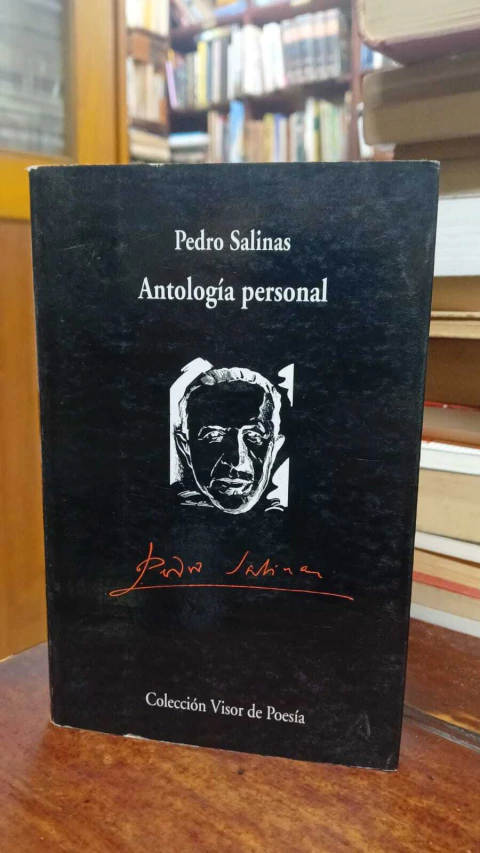 Pedro Salinas
Antología personal
Pedro Salinas
Colección Visor de Poesía